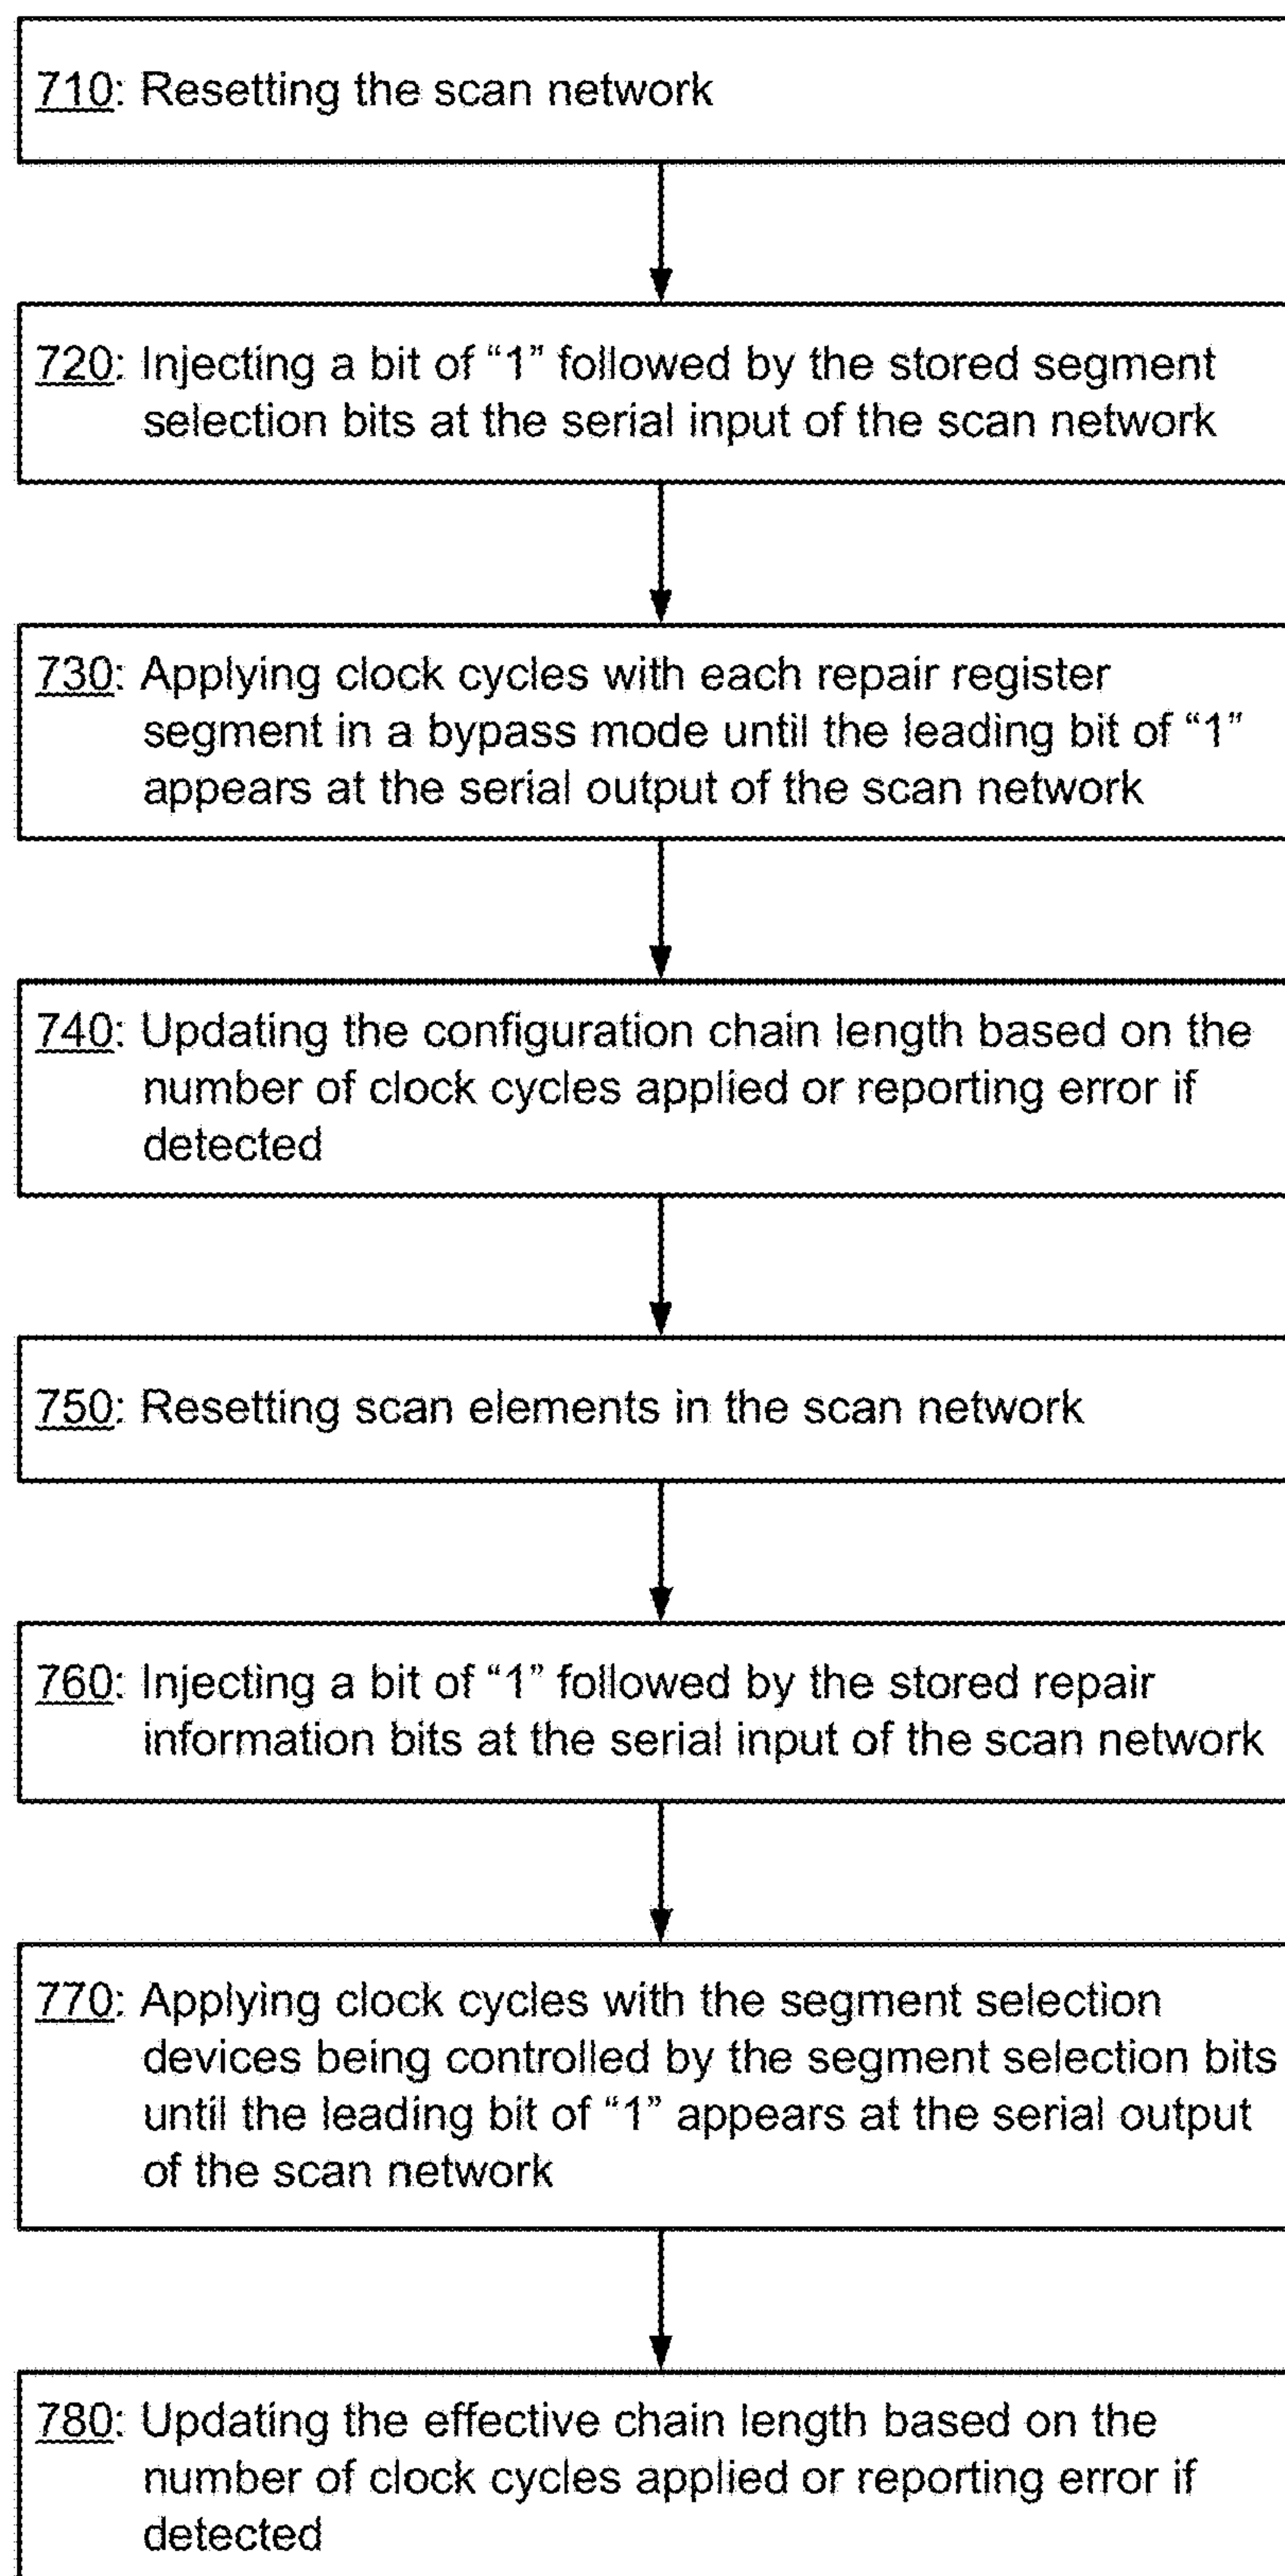 710: Resetting the scan network
720: Injecting a bit of “1” followed by the stored segment
selection bits at the serial input of the scan network
730: Applying clock cycles with each repair register
segment in a bypass mode until the leading bit of “1”
appears at the serial output of the scan network
740: Updating the configuration chain length based on the
number of clock cycles applied or reporting error if
detected
750: Resetting scan elements in the scan network
760: Injecting a bit of “1” followed by the stored repair
information bits at the serial input of the scan network
770: Applying clock cycles with the segment selection
devices being controlled by the segment selection bits
until the leading bit of “1” appears at the serial output
of the scan network
780: Updating the effective chain length based on the
number of clock cycles applied or reporting error if
detected